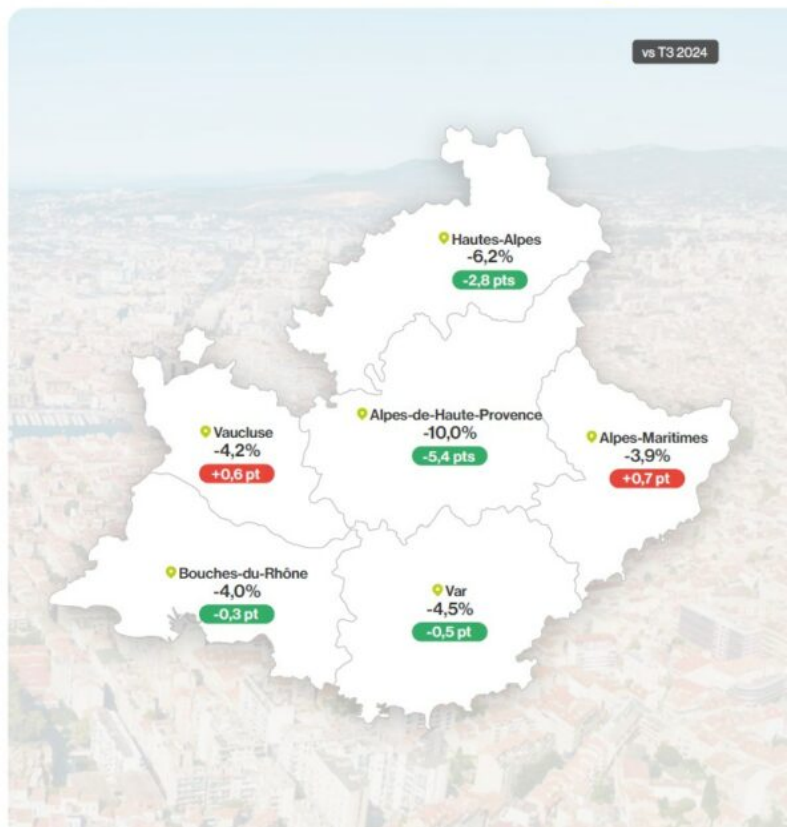 vs T3 2024
Hautes-Alpes
-6,2%
-2,8 pts
Alpes-de-Haute-Provence
-10,0%
-5,4 pts
Vaucluse
-4,2%
+0,6 pt
Alpes-Maritimes
-3,9%
+0,7 pt
Bouches-du-Rhône
-4,0%
-0,3 pt
Var
-4,5%
-0,5 pt